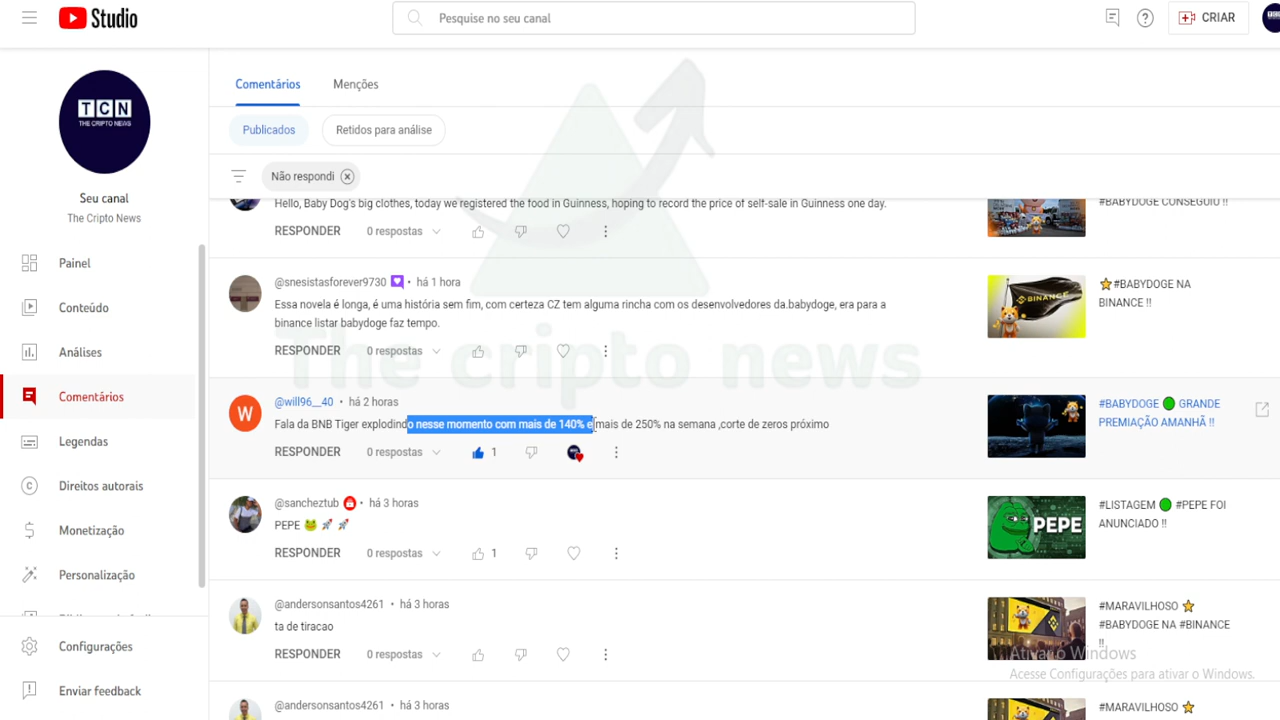 Studio
Pesquise no seu canal
CRIAR
TCN
THE CRIPTO NEWS
Seu canal
The Cripto News
Painel
Conteúdo
Análises
Comentários
Legendas
Direitos autorais
Monetização
Personalização
Configurações
Enviar feedback
Comentários
Menções
Publicados
Retidos para análise
Não respondi
Hello, Baby Dog's big clothes, today we registered the food in Guinness, hoping to record the price of self-sale in Guinness one day.
#BABYDOGE CONSEGUIU !!
RESPONDER 0 respostas
@snesistasforever9730 • há 1 hora
Essa novela é longa, é uma história sem fim, com certeza CZ tem alguma rincha com os desenvolvedores da.babydoge, era para a
binance listar babydoge faz tempo.
RESPONDER 0 respostas
BINANCE
⭐#BABYDOGE NA
BINANCE !!
The cripto news
W
@will96__40 • há 2 horas
Fala da BNB Tiger explodindo nesse momento com mais de 140% e mais de 250% na semana ,corte de zeros próximo
RESPONDER 0 respostas 1
#BABYDOGE 🟢 GRANDE
PREMIAÇÃO AMANHÃ !!
@sancheztub • há 3 horas
PEPE 🐸 🚀 🚀
RESPONDER 0 respostas 1
PEPE
#LISTAGEM 🟢 #PEPE FOI
ANUNCIADO !!
@andersonsantos4261 • há 3 horas
ta de tiracao
RESPONDER 0 respostas
#MARAVILHOSO ⭐
#BABYDOGE NA #BINANCE
!!
Ativar o Windows
Acesse Configurações para ativar o Windows.
@andersonsantos4261 • há 3 horas
#MARAVILHOSO ⭐